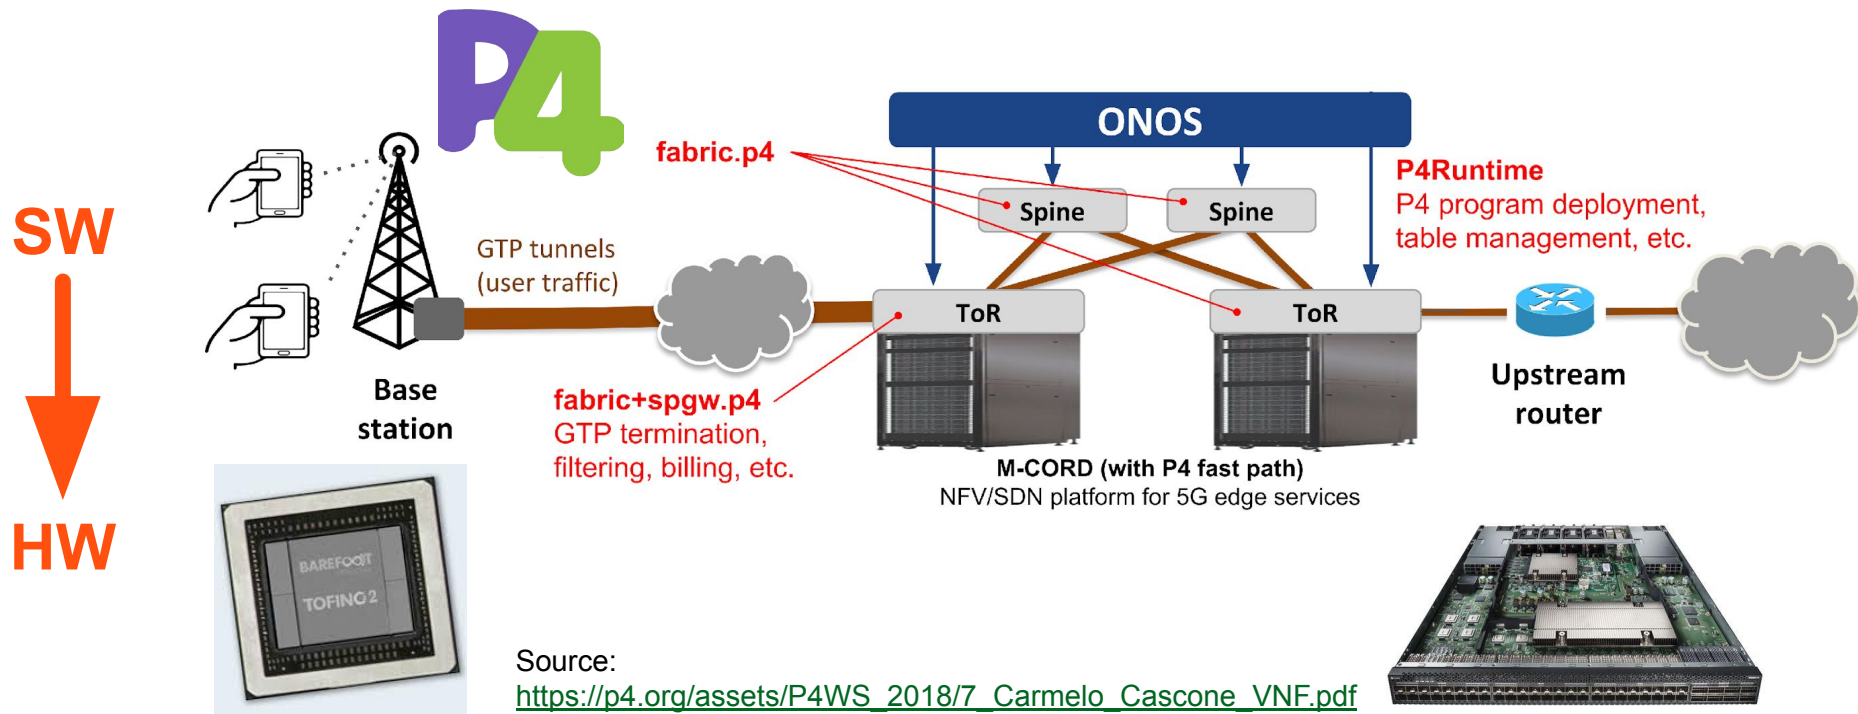 P4
ONOS
fabric.p4
P4Runtime
P4 program deployment,
table management, etc.
Spine
Spine
SW
GTP tunnels
(user traffic)
ToR
ToR
Base
station
fabric+spgw.p4
GTP termination,
filtering, billing, etc.
Upstream
router
M-CORD (with P4 fast path)
NFV/SDN platform for 5G edge services
HW
BAREFOOT
TOFINO 2
Source:
https://p4.org/assets/P4WS_2018/7_Carmelo_Cascone_VNF.pdf